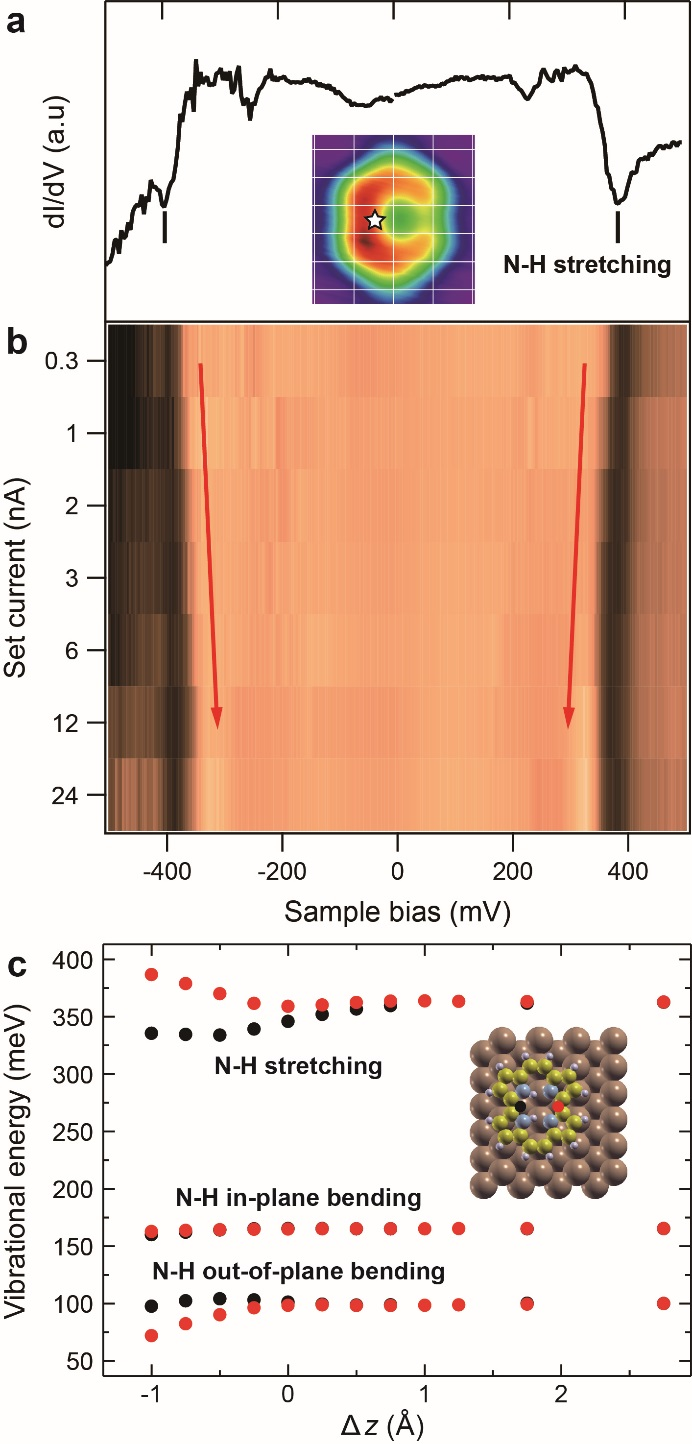 a
dI/dV (a.u)
N-H stretching
b
Set current (nA)
0.3
1
2
3
6
12
24
-400 -200 0 200 400
Sample bias (mV)
c
Vibrational energy (meV)
400
350
300
250
200
150
100
50
N-H stretching
N-H in-plane bending
N-H out-of-plane bending
-1 0 1 2
Δz (Å)